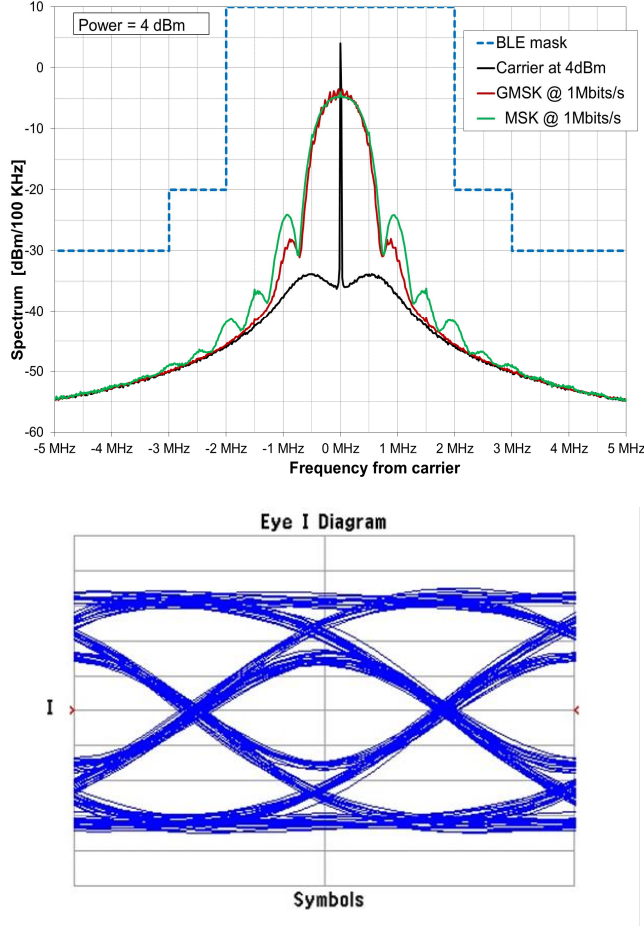 10
Power = 4 dBm
BLE mask
Carrier at 4dBm
GMSK @ 1Mbits/s
MSK @ 1Mbits/s
0
-10
-20
-30
-40
-50
-60
Spectrum [dBm/100 KHz]
-5 MHz -4 MHz -3 MHz -2 MHz -1 MHz 0 MHz 1 MHz 2 MHz 3 MHz 4 MHz 5 MHz
Frequency from carrier
Eye I Diagram
I
Symbols